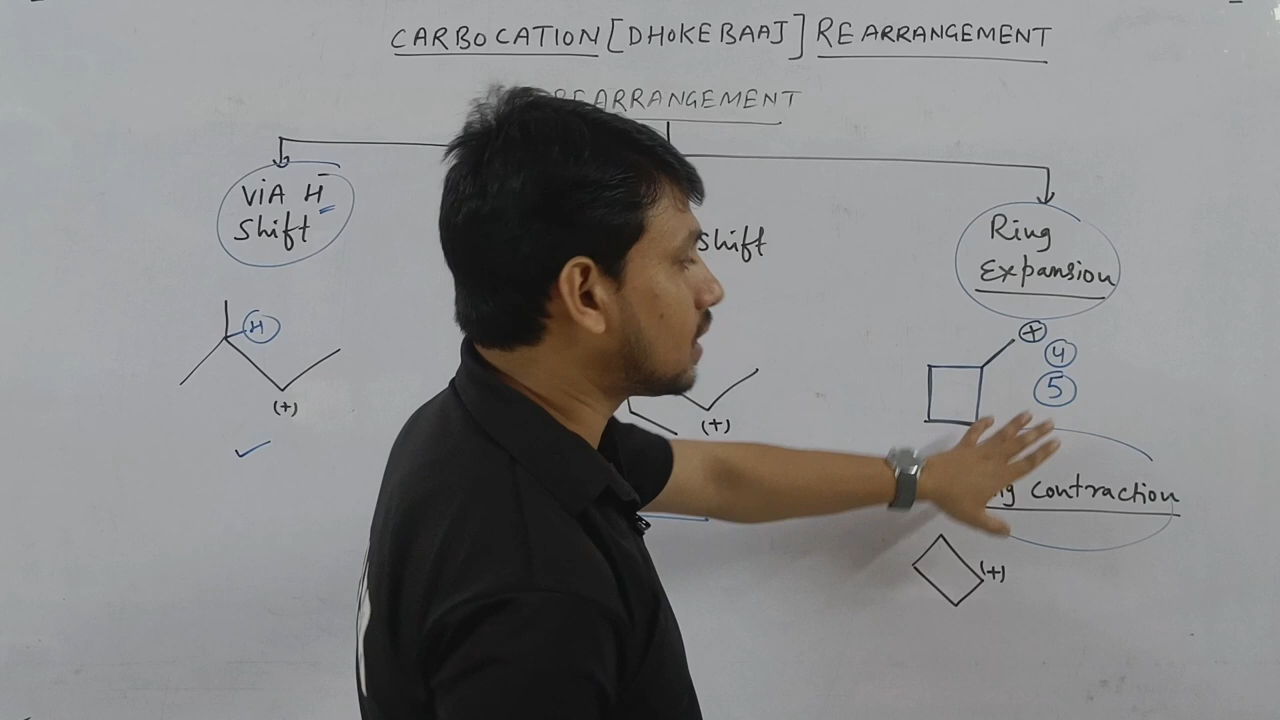 CARBOCATION [DHOKEBAAJ] REARRANGEMENT
REARRANGEMENT
ViA H⁻
Shift
H
(+)
shift
(+)
Ring
Expansion
+
4
5
contraction
(+)